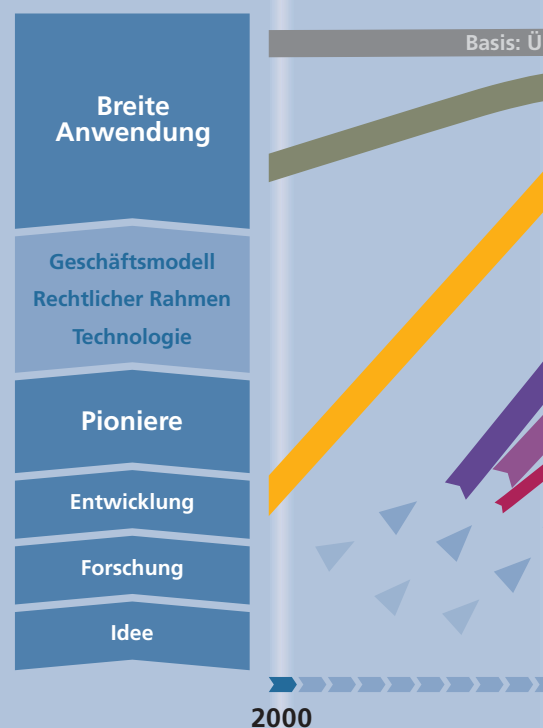 Basis: Ü
Breite
Anwendung
Geschäftsmodell
Rechtlicher Rahmen
Technologie
Pioniere
Entwicklung
Forschung
Idee
2000